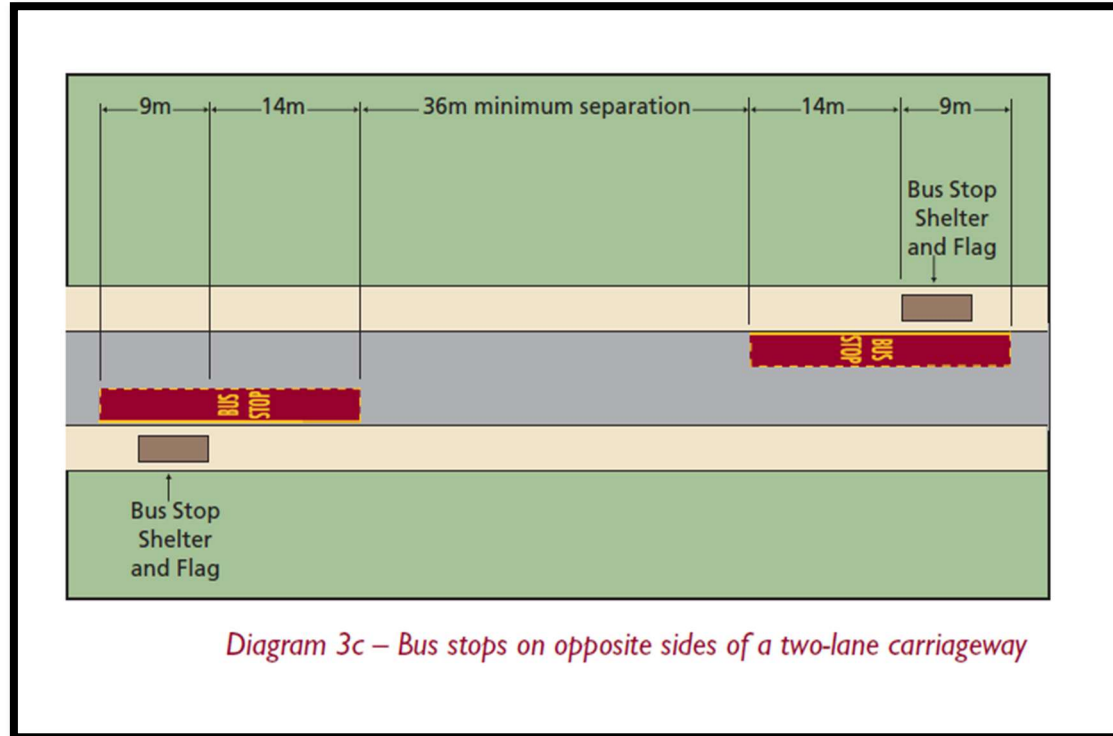 9m 14m 36m minimum separation 14m 9m
Bus Stop
Shelter
and Flag
BUS
STOP
BUS
STOP
Bus Stop
Shelter
and Flag
Diagram 3c – Bus stops on opposite sides of a two-lane carriageway